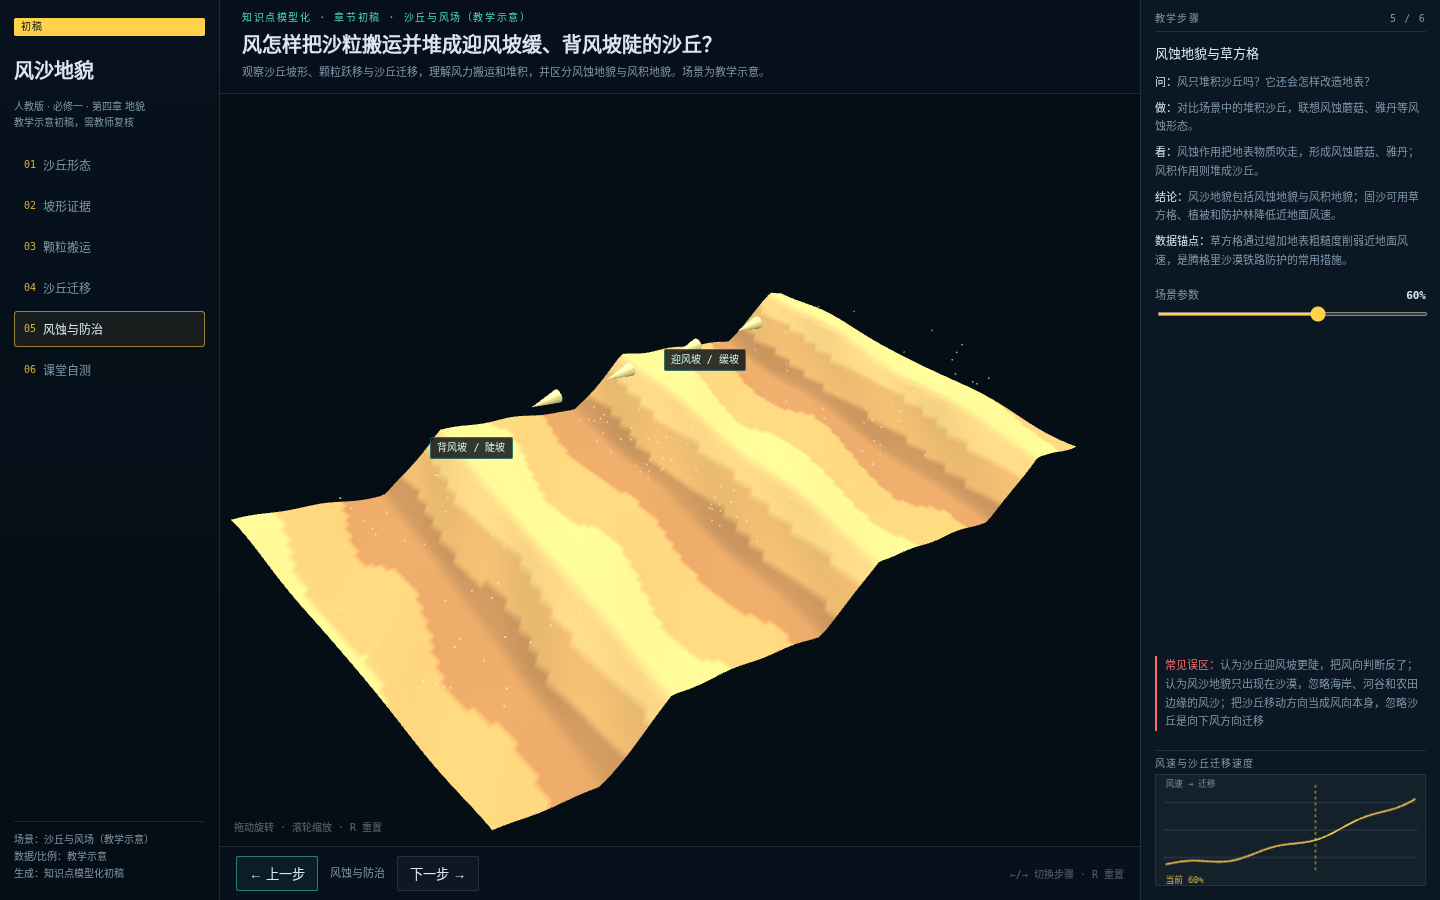 初稿
风沙地貌
人教版 · 必修一 · 第四章 地貌
教学示意初稿，需教师复核
01 沙丘形态
02 坡形证据
03 颗粒搬运
04 沙丘迁移
05 风蚀与防治
06 课堂自测
场景：沙丘与风场（教学示意）
数据/比例：教学示意
生成：知识点模型化初稿
知识点模型化 · 章节初稿 · 沙丘与风场（教学示意）
风怎样把沙粒搬运并堆成迎风坡缓、背风坡陡的沙丘？
观察沙丘坡形、颗粒跃移与沙丘迁移，理解风力搬运和堆积，并区分风蚀地貌与风积地貌。场景为教学示意。
迎风坡 / 缓坡
背风坡 / 陡坡
拖动旋转 · 滚轮缩放 · R 重置
← 上一步
风蚀与防治
下一步 →
←/→ 切换步骤 · R 重置
教学步骤
5 / 6
风蚀地貌与草方格
问：风只堆积沙丘吗？它还会怎样改造地表？
做：对比场景中的堆积沙丘，联想风蚀蘑菇、雅丹等风
蚀形态。
看：风蚀作用把地表物质吹走，形成风蚀蘑菇、雅丹；
风积作用则堆成沙丘。
结论：风沙地貌包括风蚀地貌与风积地貌；固沙可用草
方格、植被和防护林降低近地面风速。
数据锚点：草方格通过增加地表粗糙度削弱近地面风
速，是腾格里沙漠铁路防护的常用措施。
场景参数
60%
常见误区：认为沙丘迎风坡更陡，把风向判断反了；
认为风沙地貌只出现在沙漠，忽略海岸、河谷和农田
边缘的风沙；把沙丘移动方向当成风向本身，忽略沙
丘是向下风方向迁移
风速与沙丘迁移速度
风速 → 迁移
当前 60%